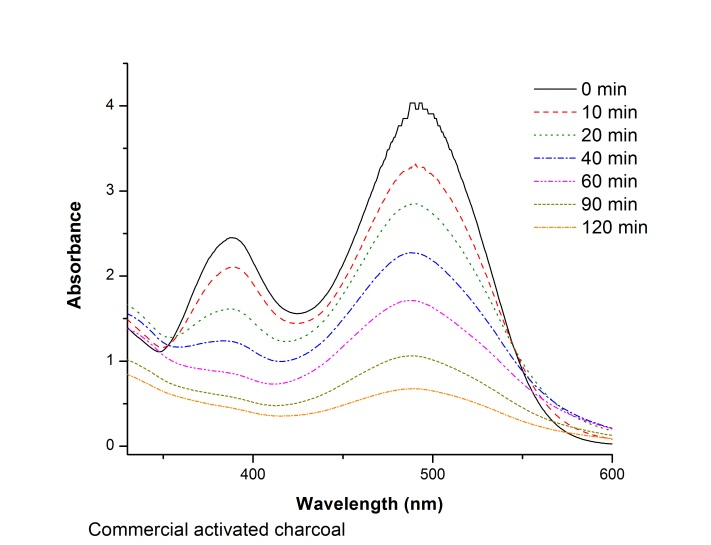 4
3
2
1
0
Absorbance
400
500
600
Wavelength (nm)
0 min
10 min
20 min
40 min
60 min
90 min
120 min
Commercial activated charcoal